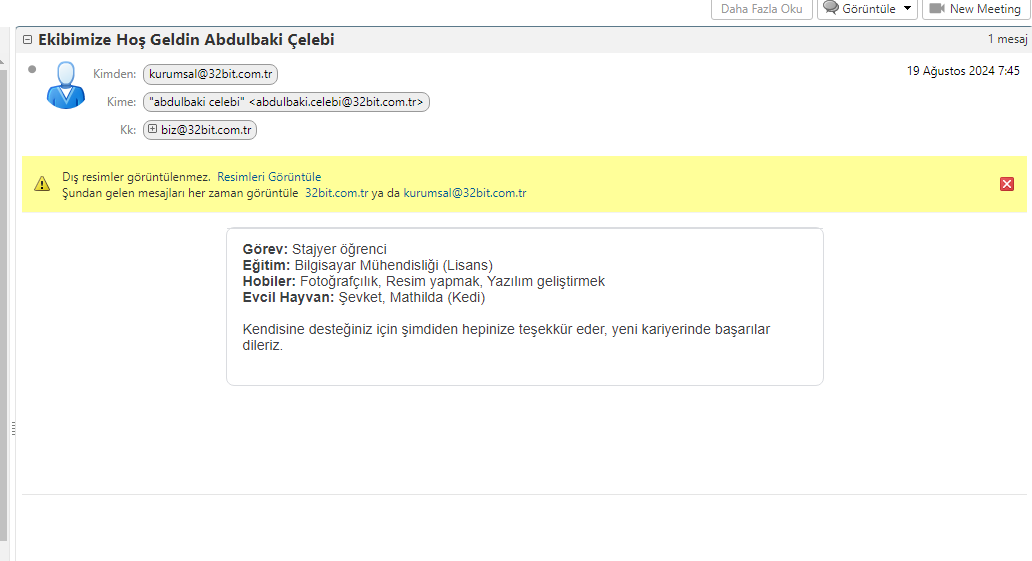 Daha Fazla Oku Görüntüle New Meeting
Ekibimize Hoş Geldin Abdulbaki Çelebi 1 mesaj
Kimden: kurumsal@32bit.com.tr 19 Ağustos 2024 7:45
Kime: "abdulbaki celebi" <abdulbaki.celebi@32bit.com.tr>
Kk: biz@32bit.com.tr
Dış resimler görüntülenmez. Resimleri Görüntüle
Şundan gelen mesajları her zaman görüntüle 32bit.com.tr ya da kurumsal@32bit.com.tr
Görev: Stajyer öğrenci
Eğitim: Bilgisayar Mühendisliği (Lisans)
Hobiler: Fotoğrafçılık, Resim yapmak, Yazılım geliştirmek
Evcil Hayvan: Şevket, Mathilda (Kedi)
Kendisine desteğiniz için şimdiden hepinize teşekkür eder, yeni kariyerinde başarılar
dileriz.